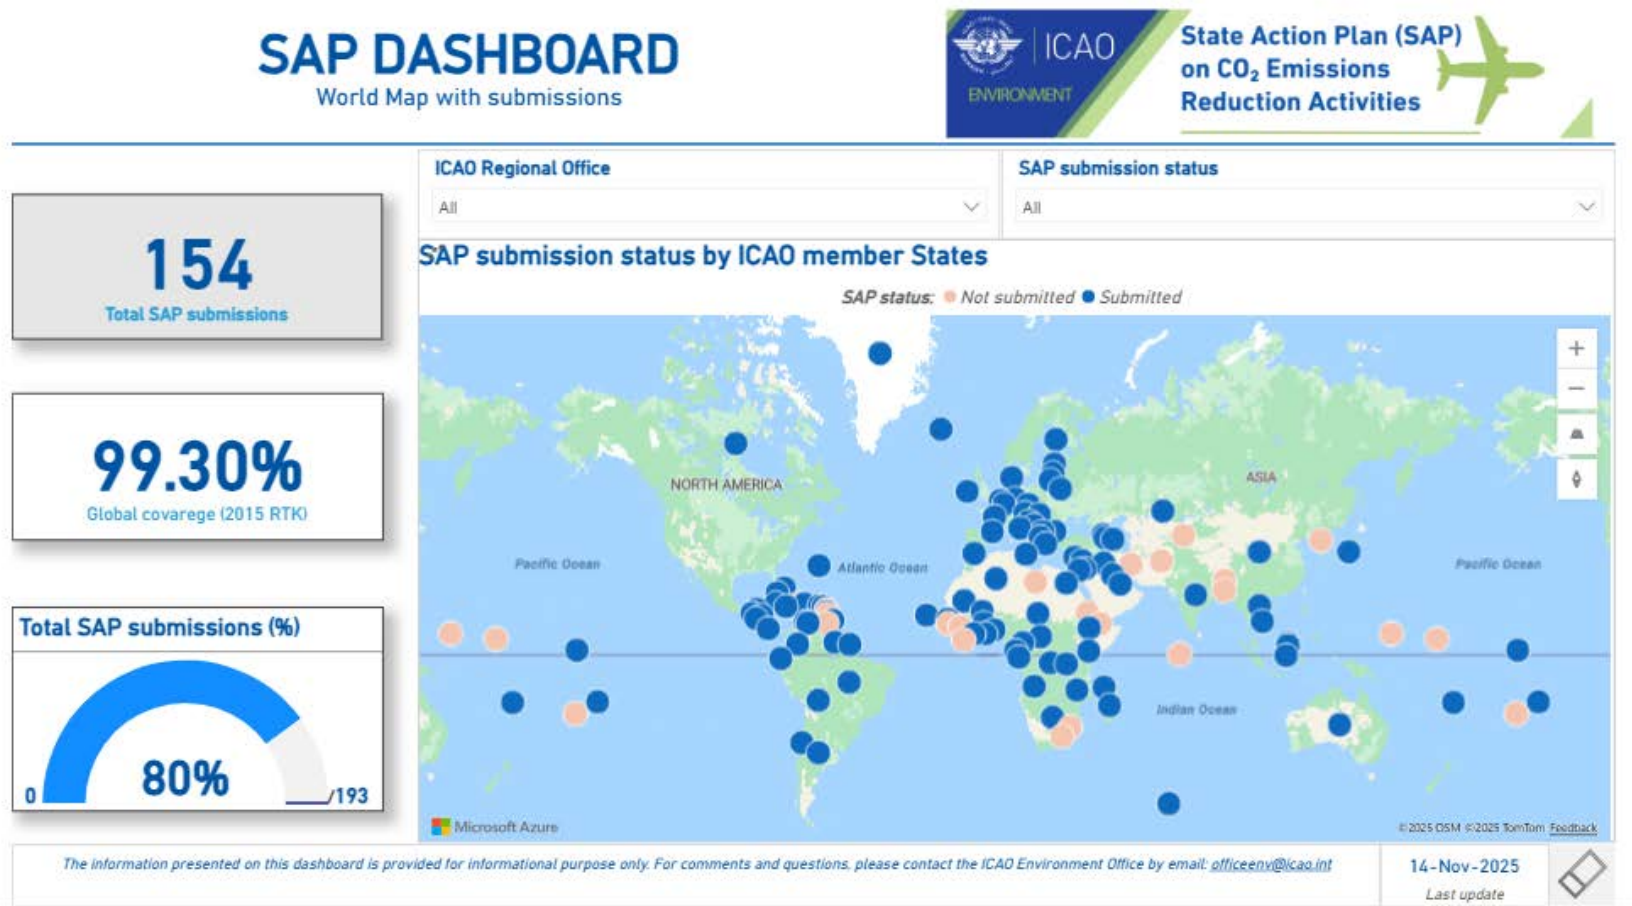 SAP DASHBOARD
World Map with submissions
ICAO
ENVIRONMENT
State Action Plan (SAP)
on CO₂ Emissions
Reduction Activities
154
Total SAP submissions
99.30%
Global covarege (2015 RTK)
Total SAP submissions (%)
80%
0
193
ICAO Regional Office
All
SAP submission status
All
SAP submission status by ICAO member States
SAP status: Not submitted Submitted
NORTH AMERICA
ASIA
Pacific Ocean
Atlantic Ocean
Pacific Ocean
Indian Ocean
Microsoft Azure
©2025 OSM ©2025 TomTom Feedback
The information presented on this dashboard is provided for informational purpose only. For comments and questions, please contact the ICAO Environment Office by email: officeenv@icao.int
14-Nov-2025
Last update